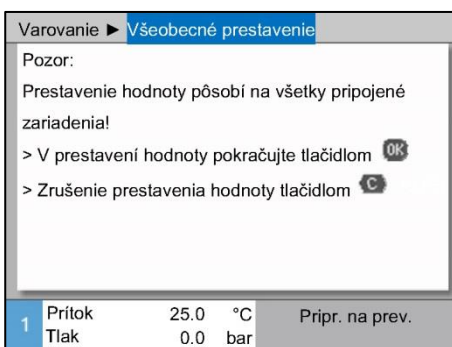 Varovanie ► Všeobecné prestavenie
Pozor:
Prestavenie hodnoty pôsobí na všetky pripojené
zariadenia!
> V prestavení hodnoty pokračujte tlačidlom OK
> Zrušenie prestavenia hodnoty tlačidlom C
1 Prítok 25.0 °C Pripr. na prev.
Tlak 0.0 bar